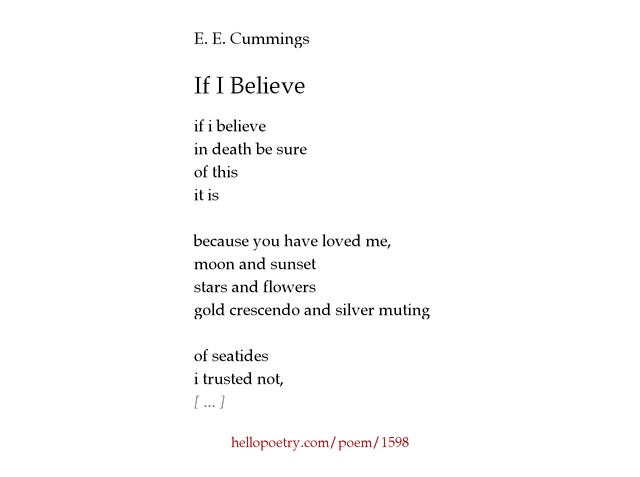 E. E. Cummings
If I Believe
if i believe
in death be sure
of this
it is
because you have loved me,
moon and sunset
stars and flowers
gold crescendo and silver muting
of seatides
i trusted not,
[ ... ]
hellopoetry.com/poem/1598